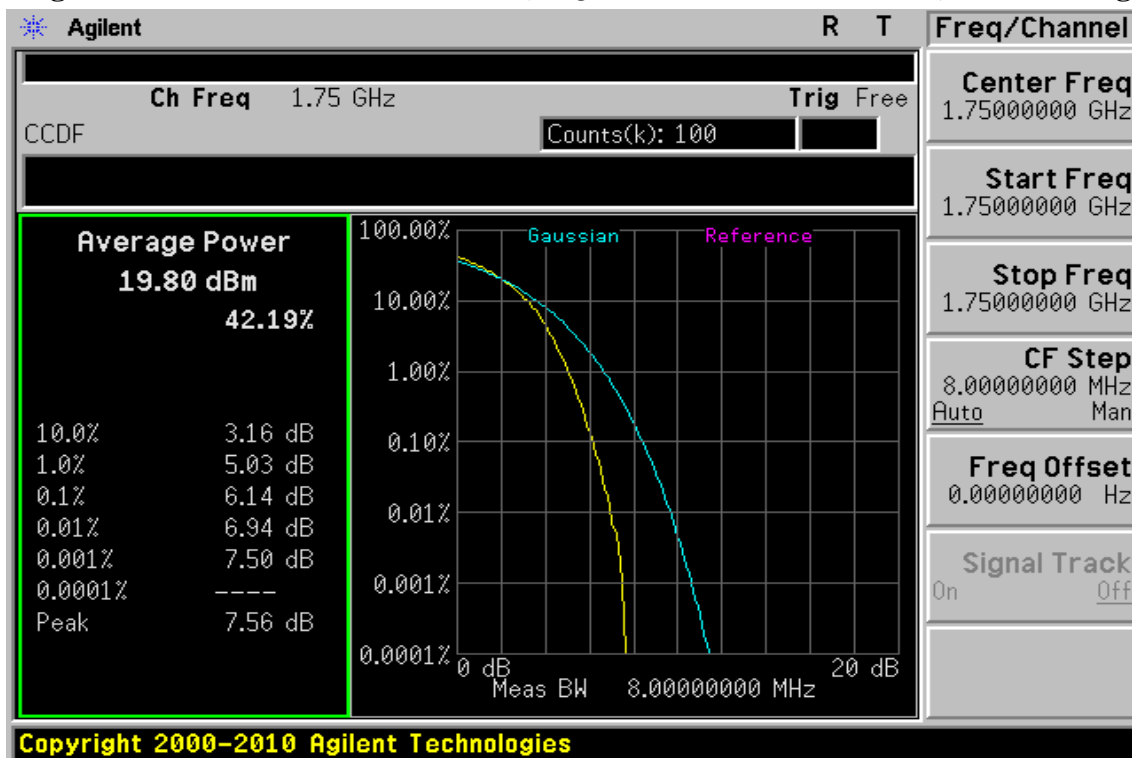 Agilent R T
Freq/Channel
Ch Freq 1.75 GHz Trig Free
CCDF Counts(k): 100
Average Power
19.80 dBm
42.19%
10.0% 3.16 dB
1.0% 5.03 dB
0.1% 6.14 dB
0.01% 6.94 dB
0.001% 7.50 dB
0.0001% ----
Peak 7.56 dB
Gaussian Reference
100.00%
10.00%
1.00%
0.10%
0.01%
0.001%
0.0001%
0 dB 20 dB
Meas BW 8.00000000 MHz
Center Freq
1.75000000 GHz
Start Freq
1.75000000 GHz
Stop Freq
1.75000000 GHz
CF Step
8.00000000 MHz
Auto Man
Freq Offset
0.00000000 Hz
Signal Track
On Off
Copyright 2000-2010 Agilent Technologies